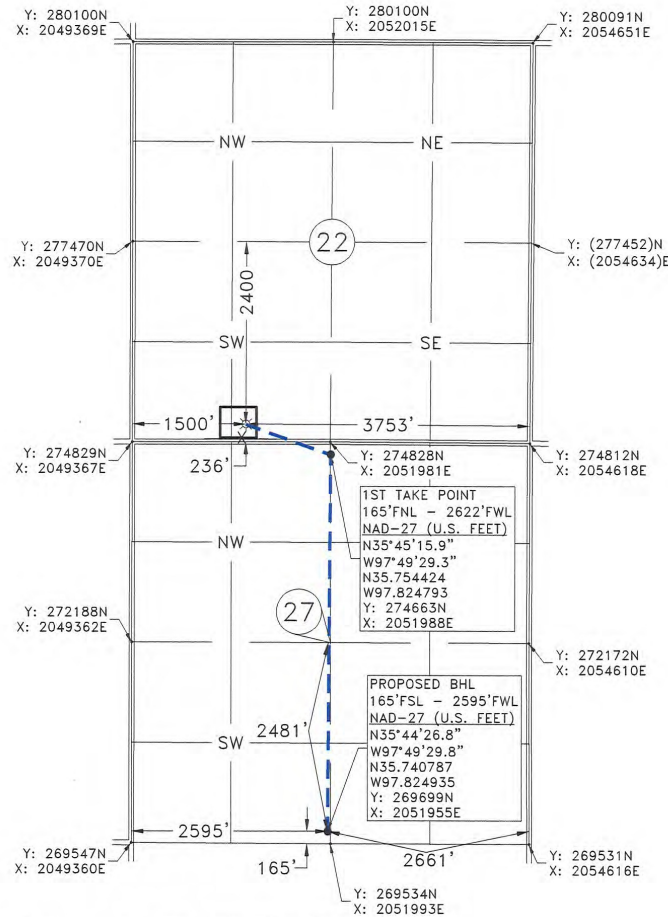 Y: 280100N
X: 2049369E
Y: 280100N
X: 2052015E
Y: 280091N
X: 2054651E
NW
NE
Y: 277470N
X: 2049370E
22
Y: (277452)N
X: (2054634)E
2400
SW
SE
1500'
3753'
X
236'
Y: 274829N
X: 2049367E
Y: 274828N
X: 2051981E
Y: 274812N
X: 2054618E
1ST TAKE POINT
165'FNL - 2622'FWL
NAD-27 (U.S. FEET)
N35°45'15.9"
W97°49'29.3"
N35.754424
W97.824793
Y: 274663N
X: 2051988E
NW
27
Y: 272188N
X: 2049362E
Y: 272172N
X: 2054610E
PROPOSED BHL
165'FSL - 2595'FWL
NAD-27 (U.S. FEET)
N35°44'26.8"
W97°49'29.8"
N35.740787
W97.824935
Y: 269699N
X: 2051955E
2481'
SW
2595'
165'
2661'
Y: 269547N
X: 2049360E
Y: 269534N
X: 2051993E
Y: 269531N
X: 2054616E